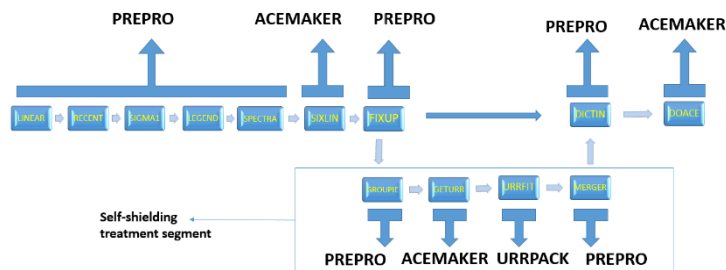 PREPRO ACEMAKER PREPRO PREPRO ACEMAKER
LINEAR RECENT SIGMA1 LEGEND SPECTRA SIXLIN FIXUP DICTIN DOACE
GROUPIE GETURR URRFIT MERGER
Self-shielding
treatment segment
PREPRO ACEMAKER URRPACK PREPRO